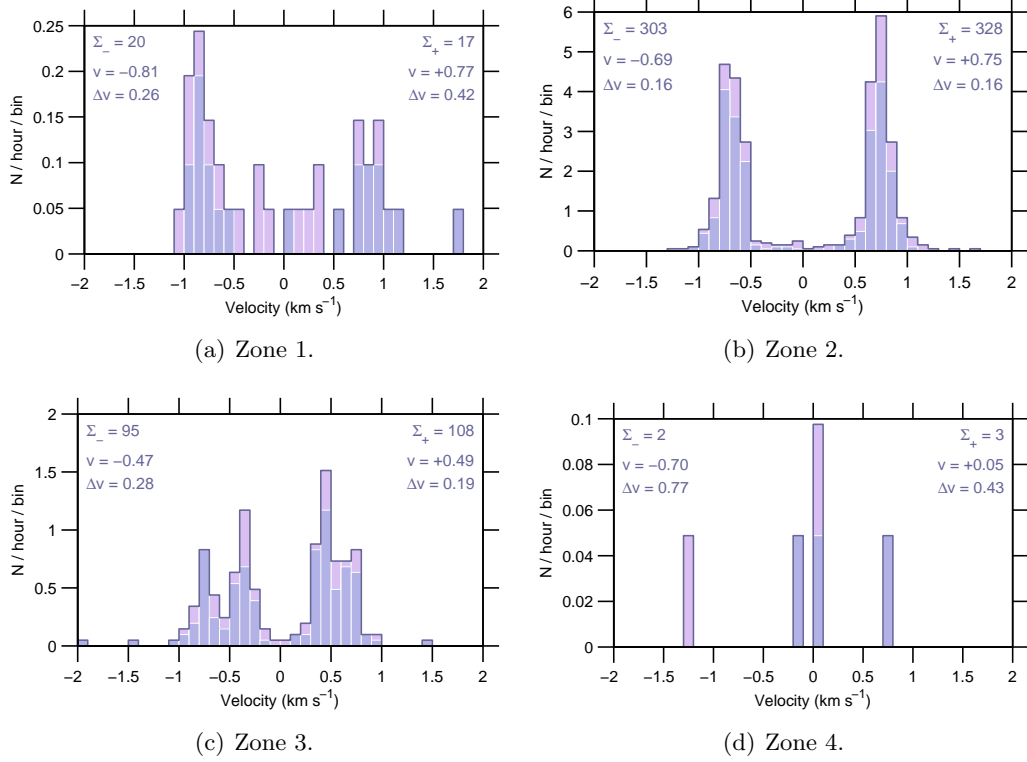 0.25
0.2
0.15
0.1
0.05
0
N / hour / bin
Σ− = 20
v = −0.81
Δv = 0.26
Σ+ = 17
v = +0.77
Δv = 0.42
−2 −1.5 −1 −0.5 0 0.5 1 1.5 2
Velocity (km s−1)
(a) Zone 1.
6
5
4
3
2
1
0
N / hour / bin
Σ− = 303
v = −0.69
Δv = 0.16
Σ+ = 328
v = +0.75
Δv = 0.16
−2 −1.5 −1 −0.5 0 0.5 1 1.5 2
Velocity (km s−1)
(b) Zone 2.
2
1.5
1
0.5
0
N / hour / bin
Σ− = 95
v = −0.47
Δv = 0.28
Σ+ = 108
v = +0.49
Δv = 0.19
−2 −1.5 −1 −0.5 0 0.5 1 1.5 2
Velocity (km s−1)
(c) Zone 3.
0.1
0.08
0.06
0.04
0.02
0
N / hour / bin
Σ− = 2
v = −0.70
Δv = 0.77
Σ+ = 3
v = +0.05
Δv = 0.43
−2 −1.5 −1 −0.5 0 0.5 1 1.5 2
Velocity (km s−1)
(d) Zone 4.